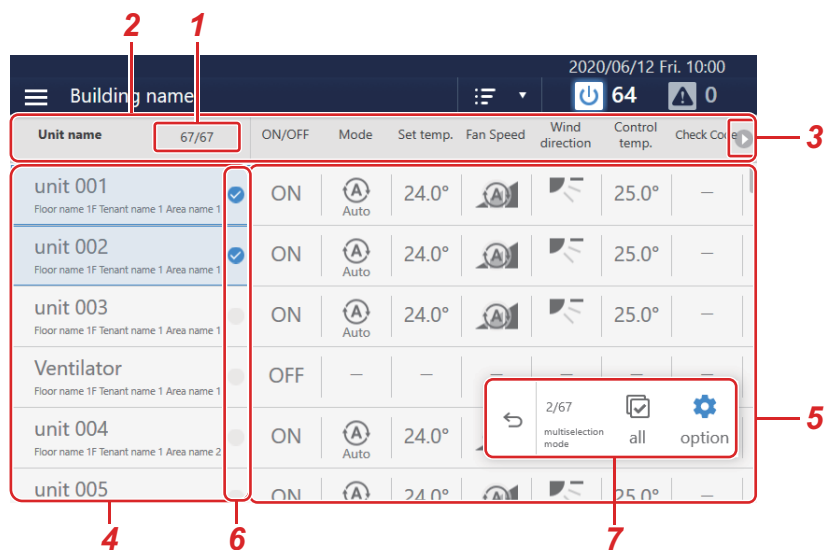 2 1
2020/06/12 Fri. 10:00
Building name 64 0
Unit name 67/67 ON/OFF Mode Set temp. Fan Speed Wind direction Control temp. Check Code 3
unit 001 ON A Auto 24.0° A 25.0° –
Floor name 1F Tenant name 1 Area name 1
unit 002 ON A Auto 24.0° A 25.0° –
Floor name 1F Tenant name 1 Area name 1
unit 003 ON A Auto 24.0° A 25.0° –
Floor name 1F Tenant name 1 Area name 1
Ventilator OFF – – – – – –
Floor name 1F Tenant name 1 Area name 1
2/67 5
multiselection
mode all option
unit 004 ON A Auto 24.0°
Floor name 1F Tenant name 1 Area name 2
unit 005 ON A 24.0° A 25.0°
4 6 7